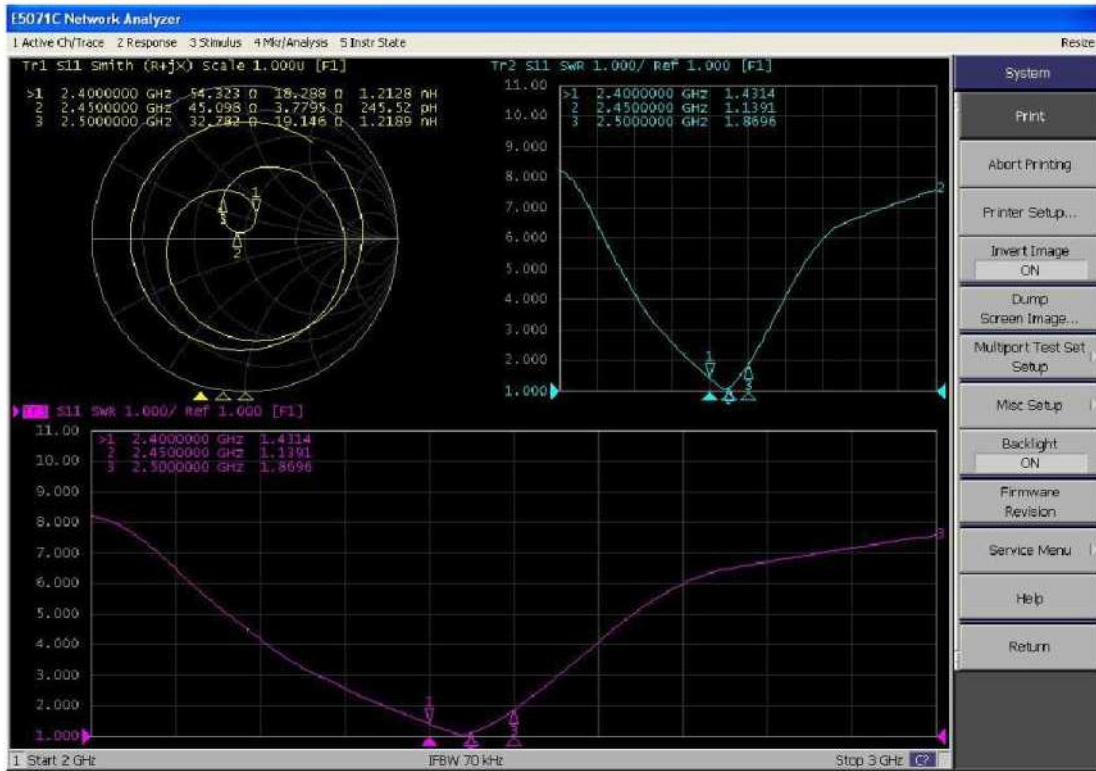 E5071C Network Analyzer
1 Active Ch/Trace 2 Response 3 Stimulus 4 Mkr/Analysis 5 Instr State
Resize
Tr1 S11 Smith (R+jX) Scale 1.000U [F1]
>1 2.4000000 GHz 54.323 Ω 18.288 Ω 1.2128 nH
2 2.4500000 GHz 45.098 Ω 3.7795 Ω 245.52 pH
3 2.5000000 GHz 32.782 Ω 19.146 Ω 1.2189 nH
1
3
2
Tr2 S11 SWR 1.000/ Ref 1.000 [F1]
11.00
10.00
9.000
8.000
7.000
6.000
5.000
4.000
3.000
2.000
1.000
>1 2.4000000 GHz 1.4314
2 2.4500000 GHz 1.1391
3 2.5000000 GHz 1.8696
2
1
2
3
Tr3 S11 SWR 1.000/ Ref 1.000 [F1]
11.00
10.00
9.000
8.000
7.000
6.000
5.000
4.000
3.000
2.000
1.000
>1 2.4000000 GHz 1.4314
2 2.4500000 GHz 1.1391
3 2.5000000 GHz 1.8696
3
1
3
1 Start 2 GHz
IFBW 70 kHz
Stop 3 GHz C?
System
Print
Abort Printing
Printer Setup...
Invert Image
ON
Dump
Screen Image...
Multiport Test Set
Setup
Misc Setup
Backlight
ON
Firmware
Revision
Service Menu
Help
Return